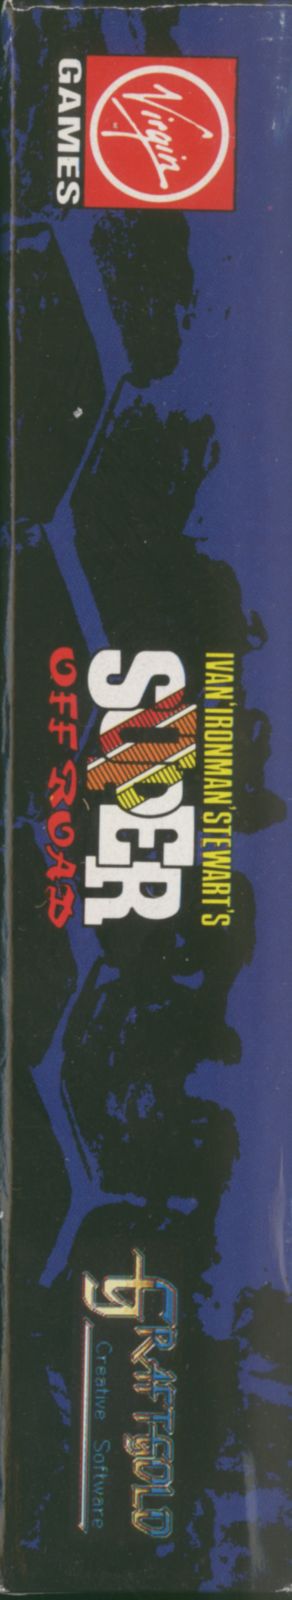 Virgin
GAMES
IVAN 'IRONMAN' STEWART'S
SUPER
OFF ROAD
GRAFTGOLD
Creative Software